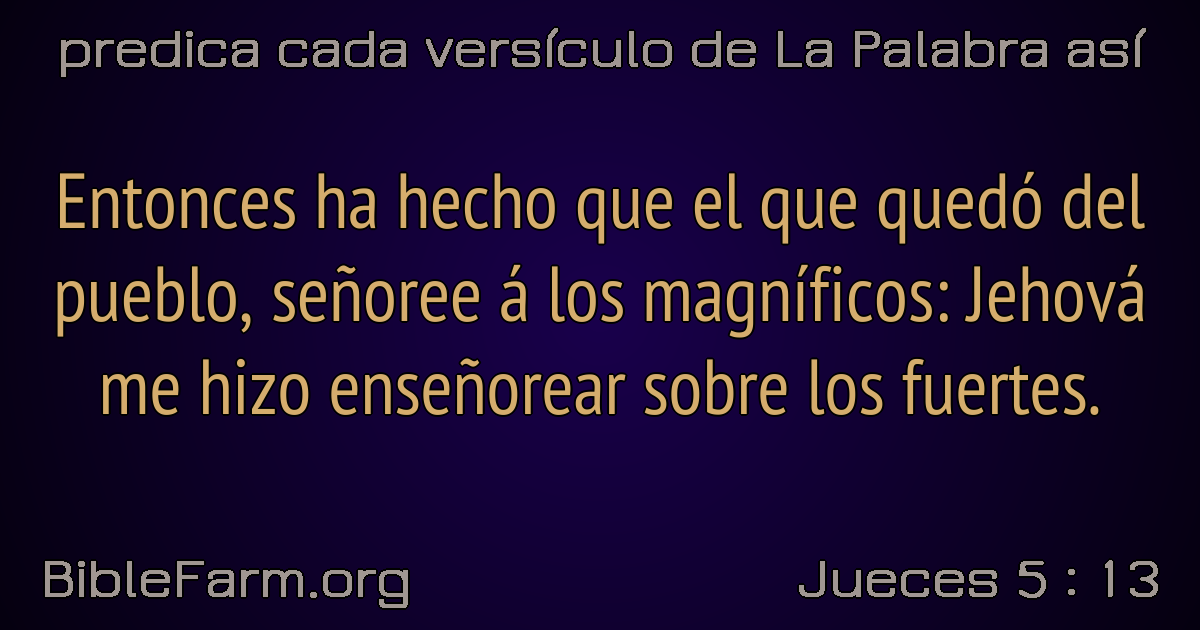 predica cada versículo de La Palabra así
Entonces ha hecho que el que quedó del
pueblo, señoree á los magníficos: Jehová
me hizo enseñorear sobre los fuertes.
BibleFarm.org
Jueces 5 : 13